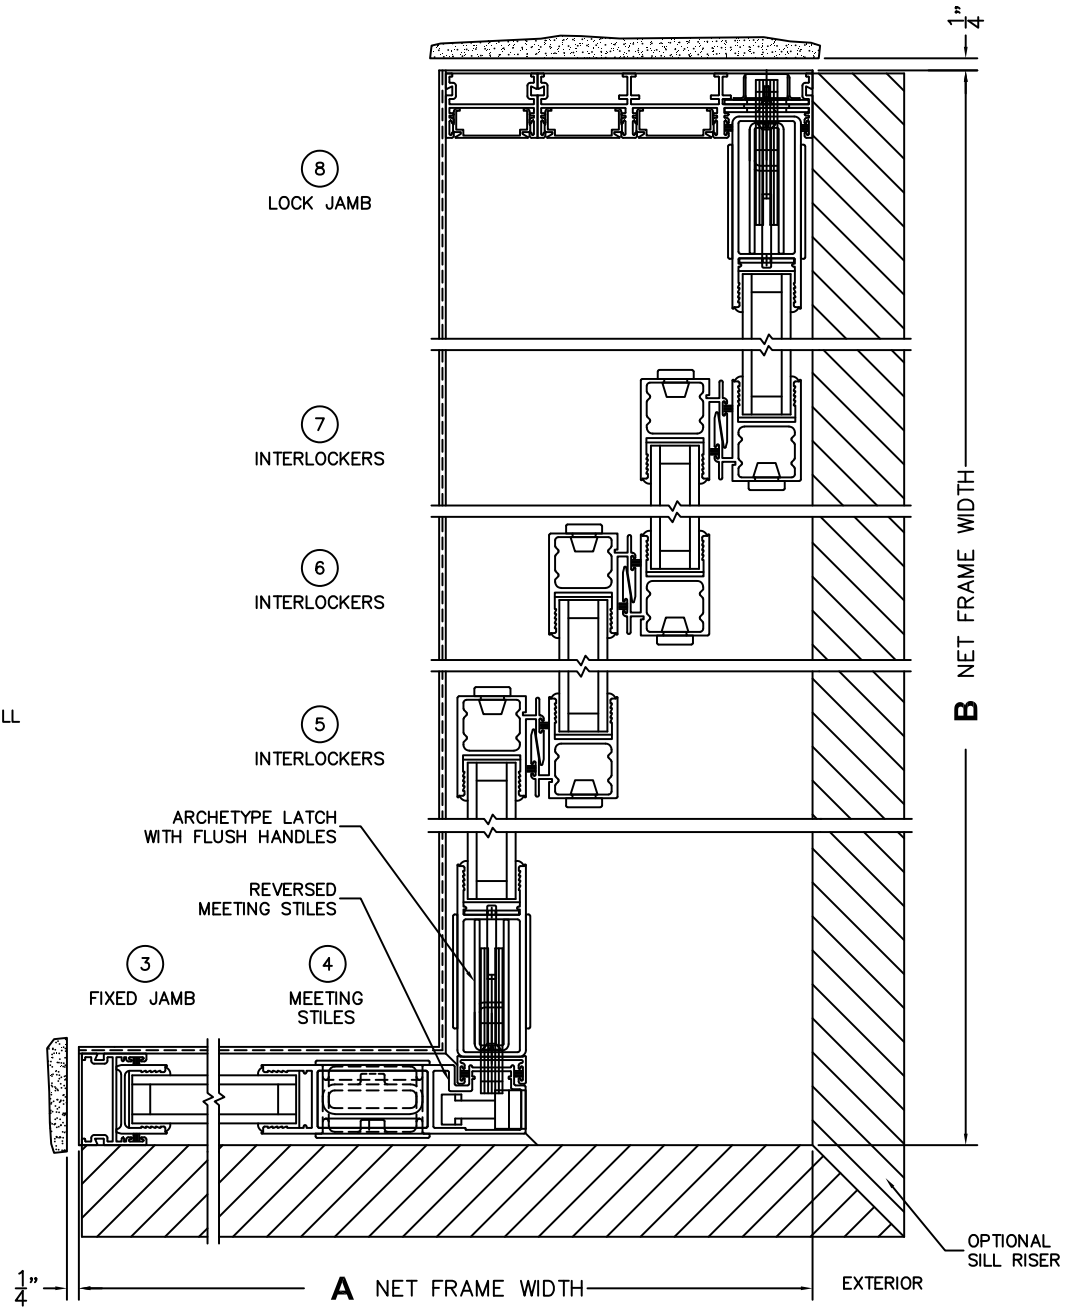 1"
4
8
LOCK JAMB
7
INTERLOCKERS
6
INTERLOCKERS
B NET FRAME WIDTH
LL
5
INTERLOCKERS
ARCHETYPE LATCH
WITH FLUSH HANDLES
REVERSED
MEETING STILES
3
FIXED JAMB
4
MEETING
STILES
OPTIONAL
SILL RISER
1"
4
A NET FRAME WIDTH
EXTERIOR